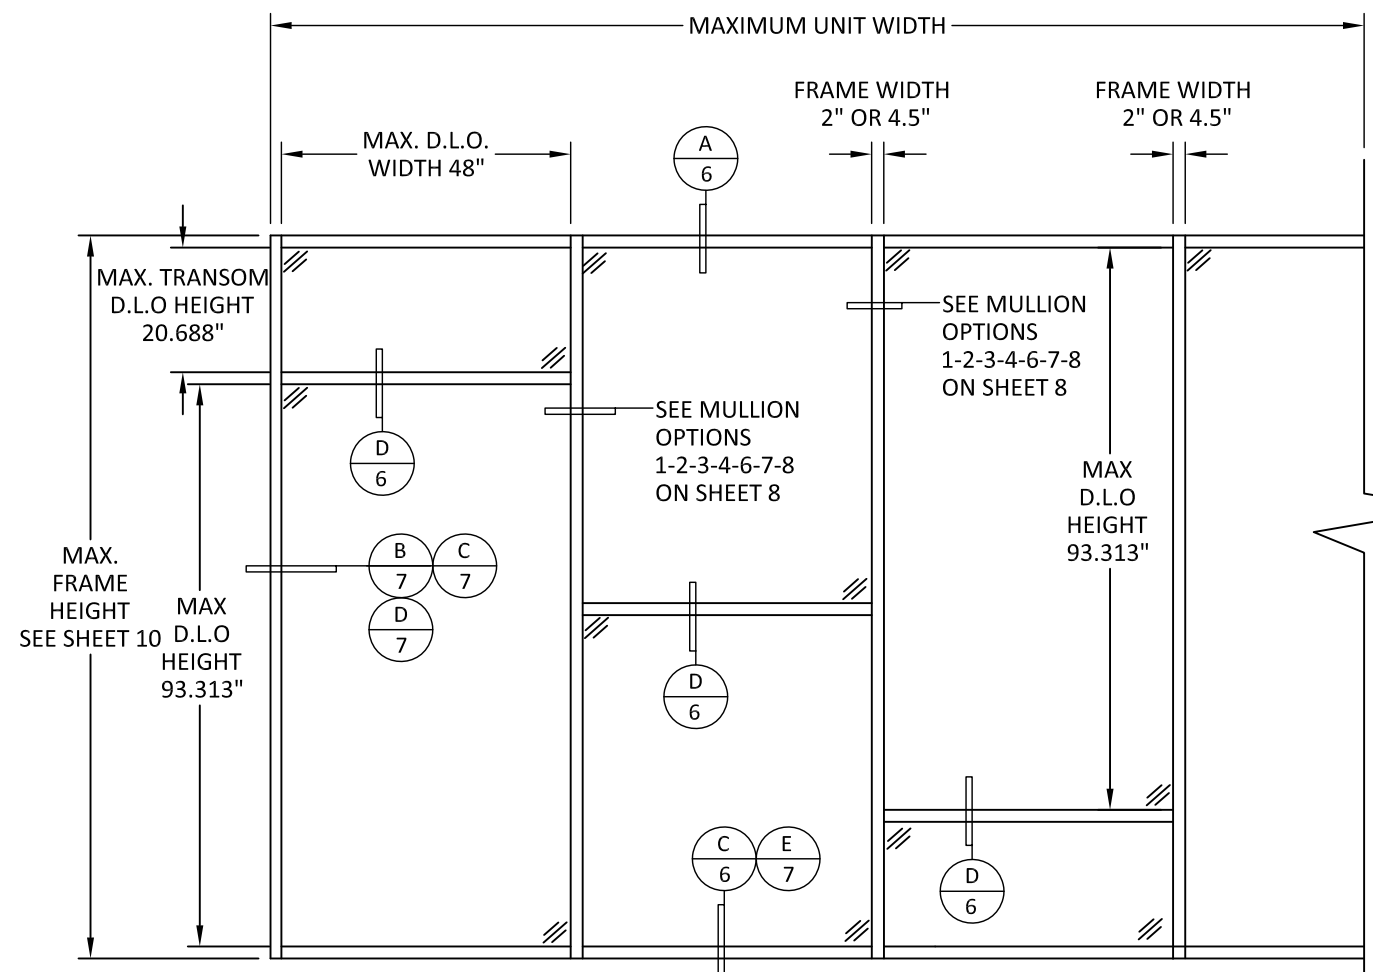 MAXIMUM UNIT WIDTH
FRAME WIDTH
2" OR 4.5"
FRAME WIDTH
2" OR 4.5"
MAX. D.L.O.
WIDTH 48"
A
6
MAX. TRANSOM
D.L.O HEIGHT
20.688"
SEE MULLION
OPTIONS
1-2-3-4-6-7-8
ON SHEET 8
SEE MULLION
OPTIONS
1-2-3-4-6-7-8
ON SHEET 8
D
6
MAX
D.L.O
HEIGHT
93.313"
MAX.
FRAME
HEIGHT
SEE SHEET 10
B
7
C
7
D
7
MAX
D.L.O
HEIGHT
93.313"
D
6
C
6
E
7
D
6